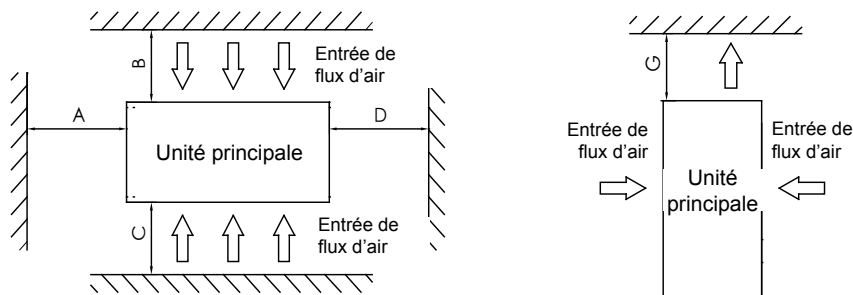 B
Entrée de
flux d'air
A
Unité principale
D
C
Entrée de
flux d'air
G
Entrée de
flux d'air
Entrée de
flux d'air
Unité
principale